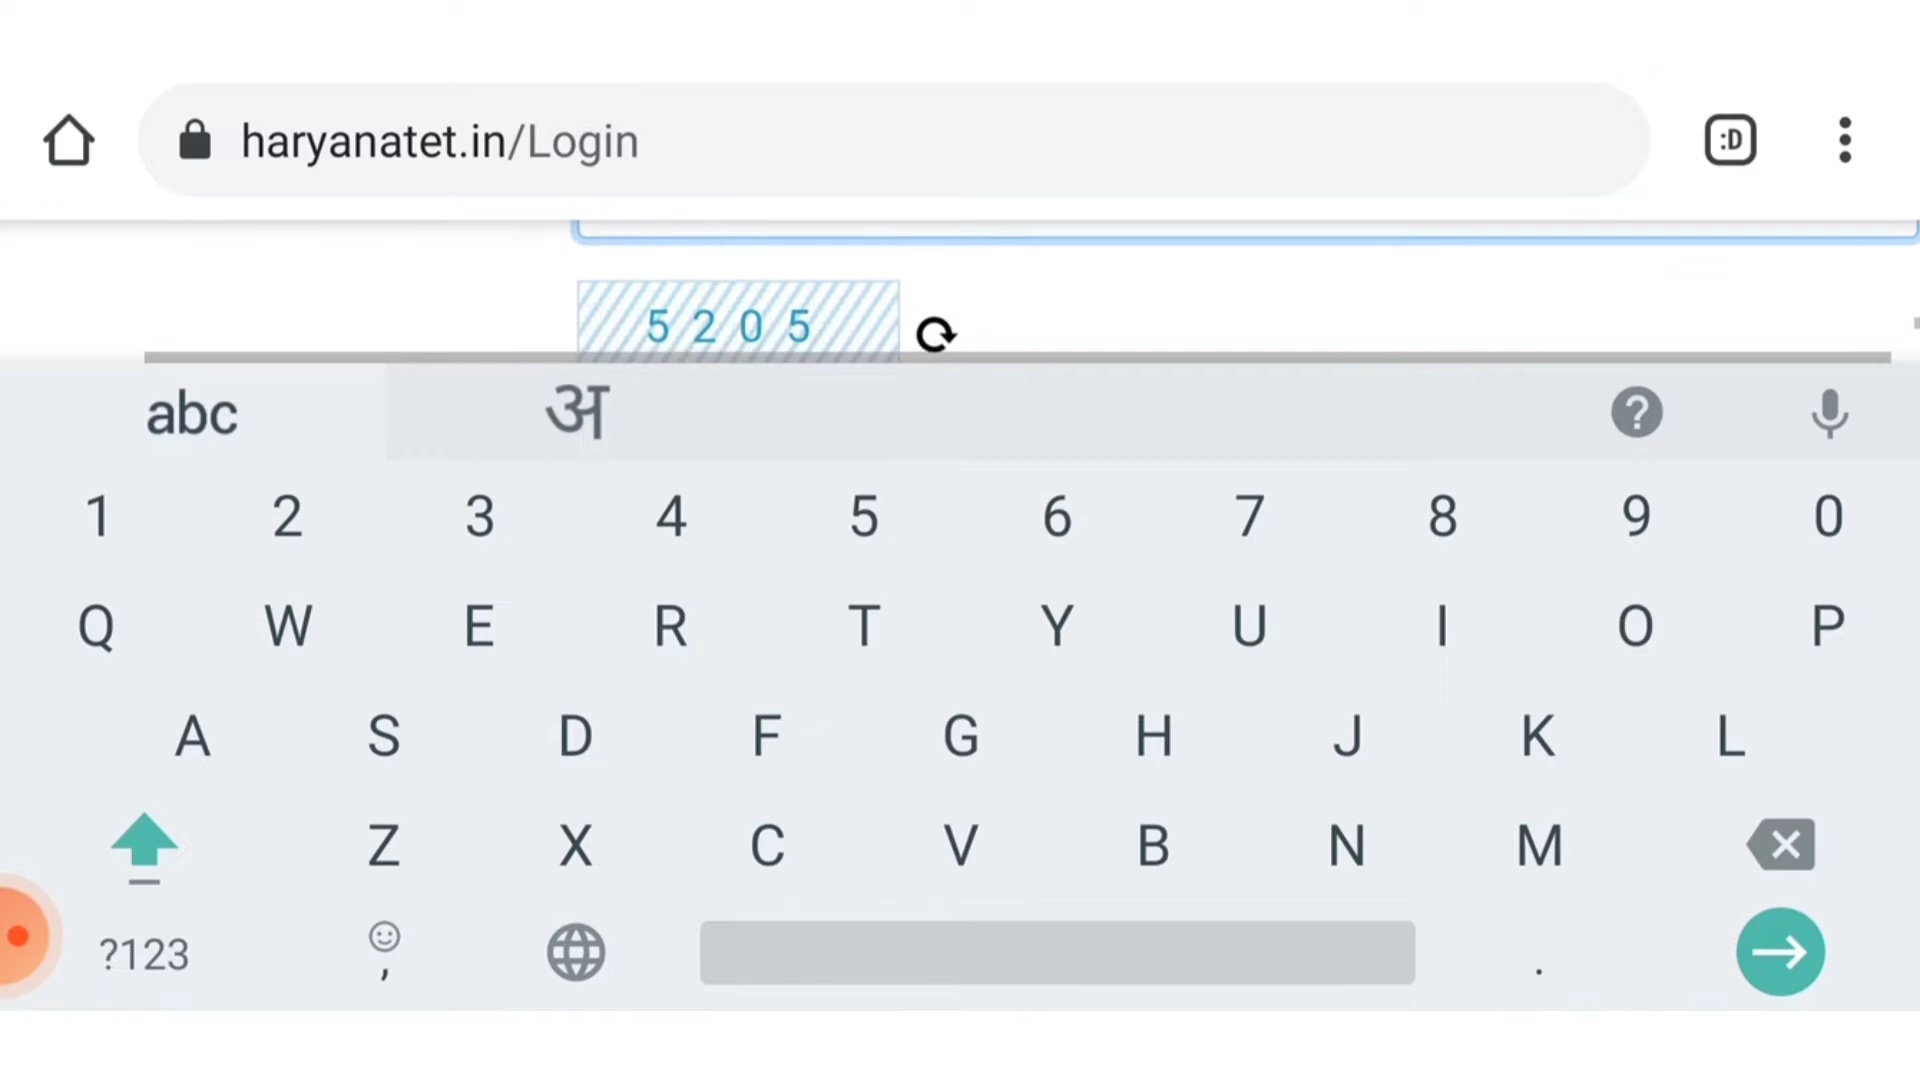 haryanatet.in/Login
:D
5 2 0 5
abc अ ?
1 2 3 4 5 6 7 8 9 0
Q W E R T Y U I O P
A S D F G H J K L
Z X C V B N M
?123 , .